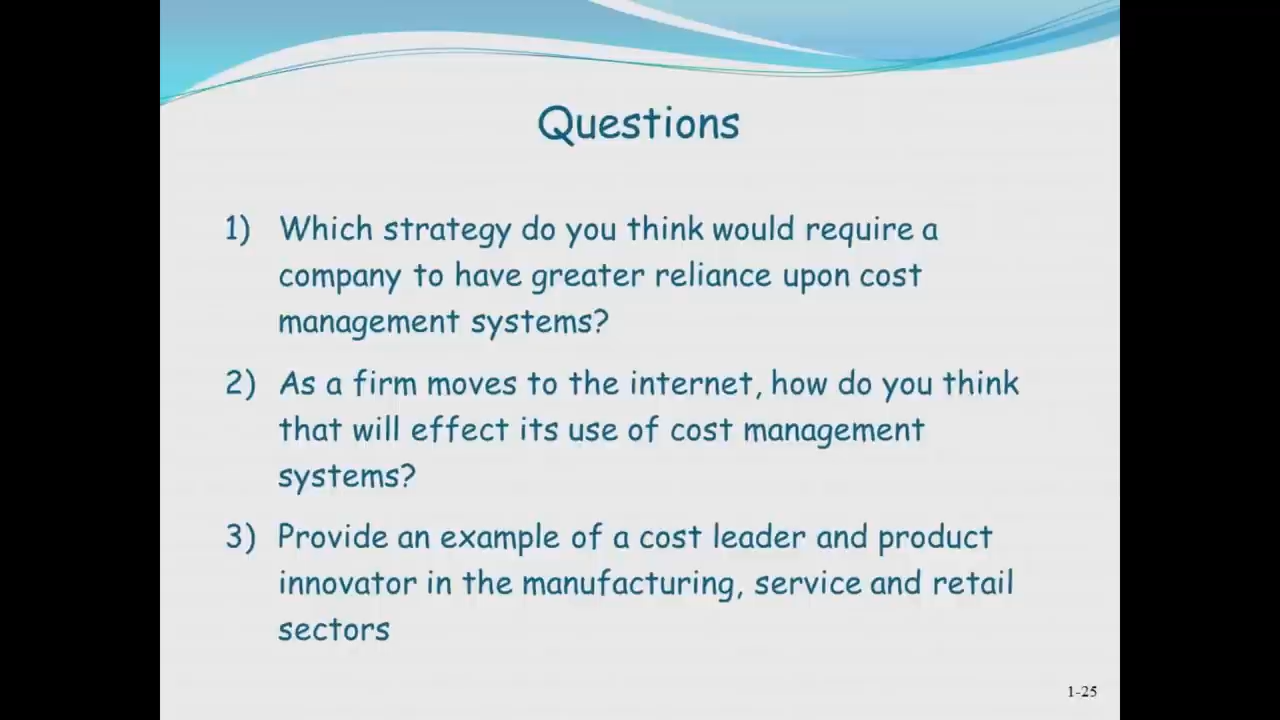 Questions
1) Which strategy do you think would require a
company to have greater reliance upon cost
management systems?
2) As a firm moves to the internet, how do you think
that will effect its use of cost management
systems?
3) Provide an example of a cost leader and product
innovator in the manufacturing, service and retail
sectors
1-25